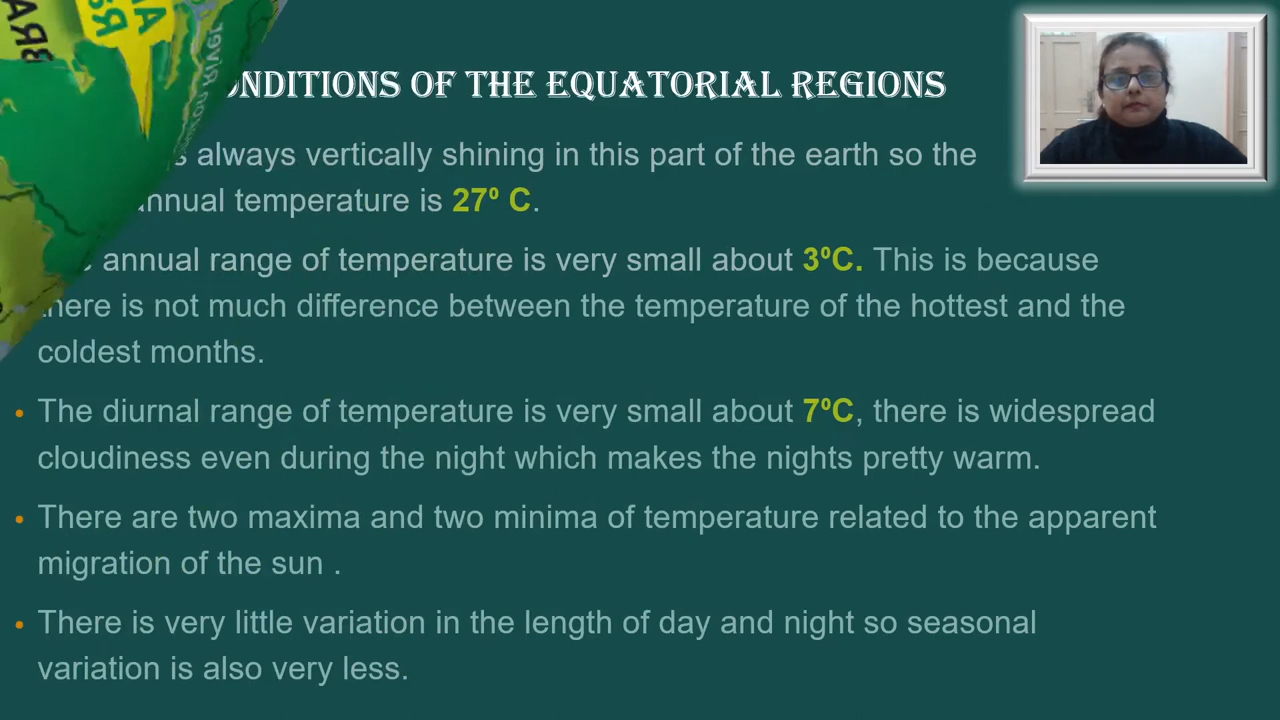 ONDITIONS OF THE EQUATORIAL REGIONS
always vertically shining in this part of the earth so the
annual temperature is 27⁰ C.
annual range of temperature is very small about 3⁰C. This is because
there is not much difference between the temperature of the hottest and the
coldest months.
• The diurnal range of temperature is very small about 7⁰C, there is widespread
cloudiness even during the night which makes the nights pretty warm.
• There are two maxima and two minima of temperature related to the apparent
migration of the sun .
• There is very little variation in the length of day and night so seasonal
variation is also very less.